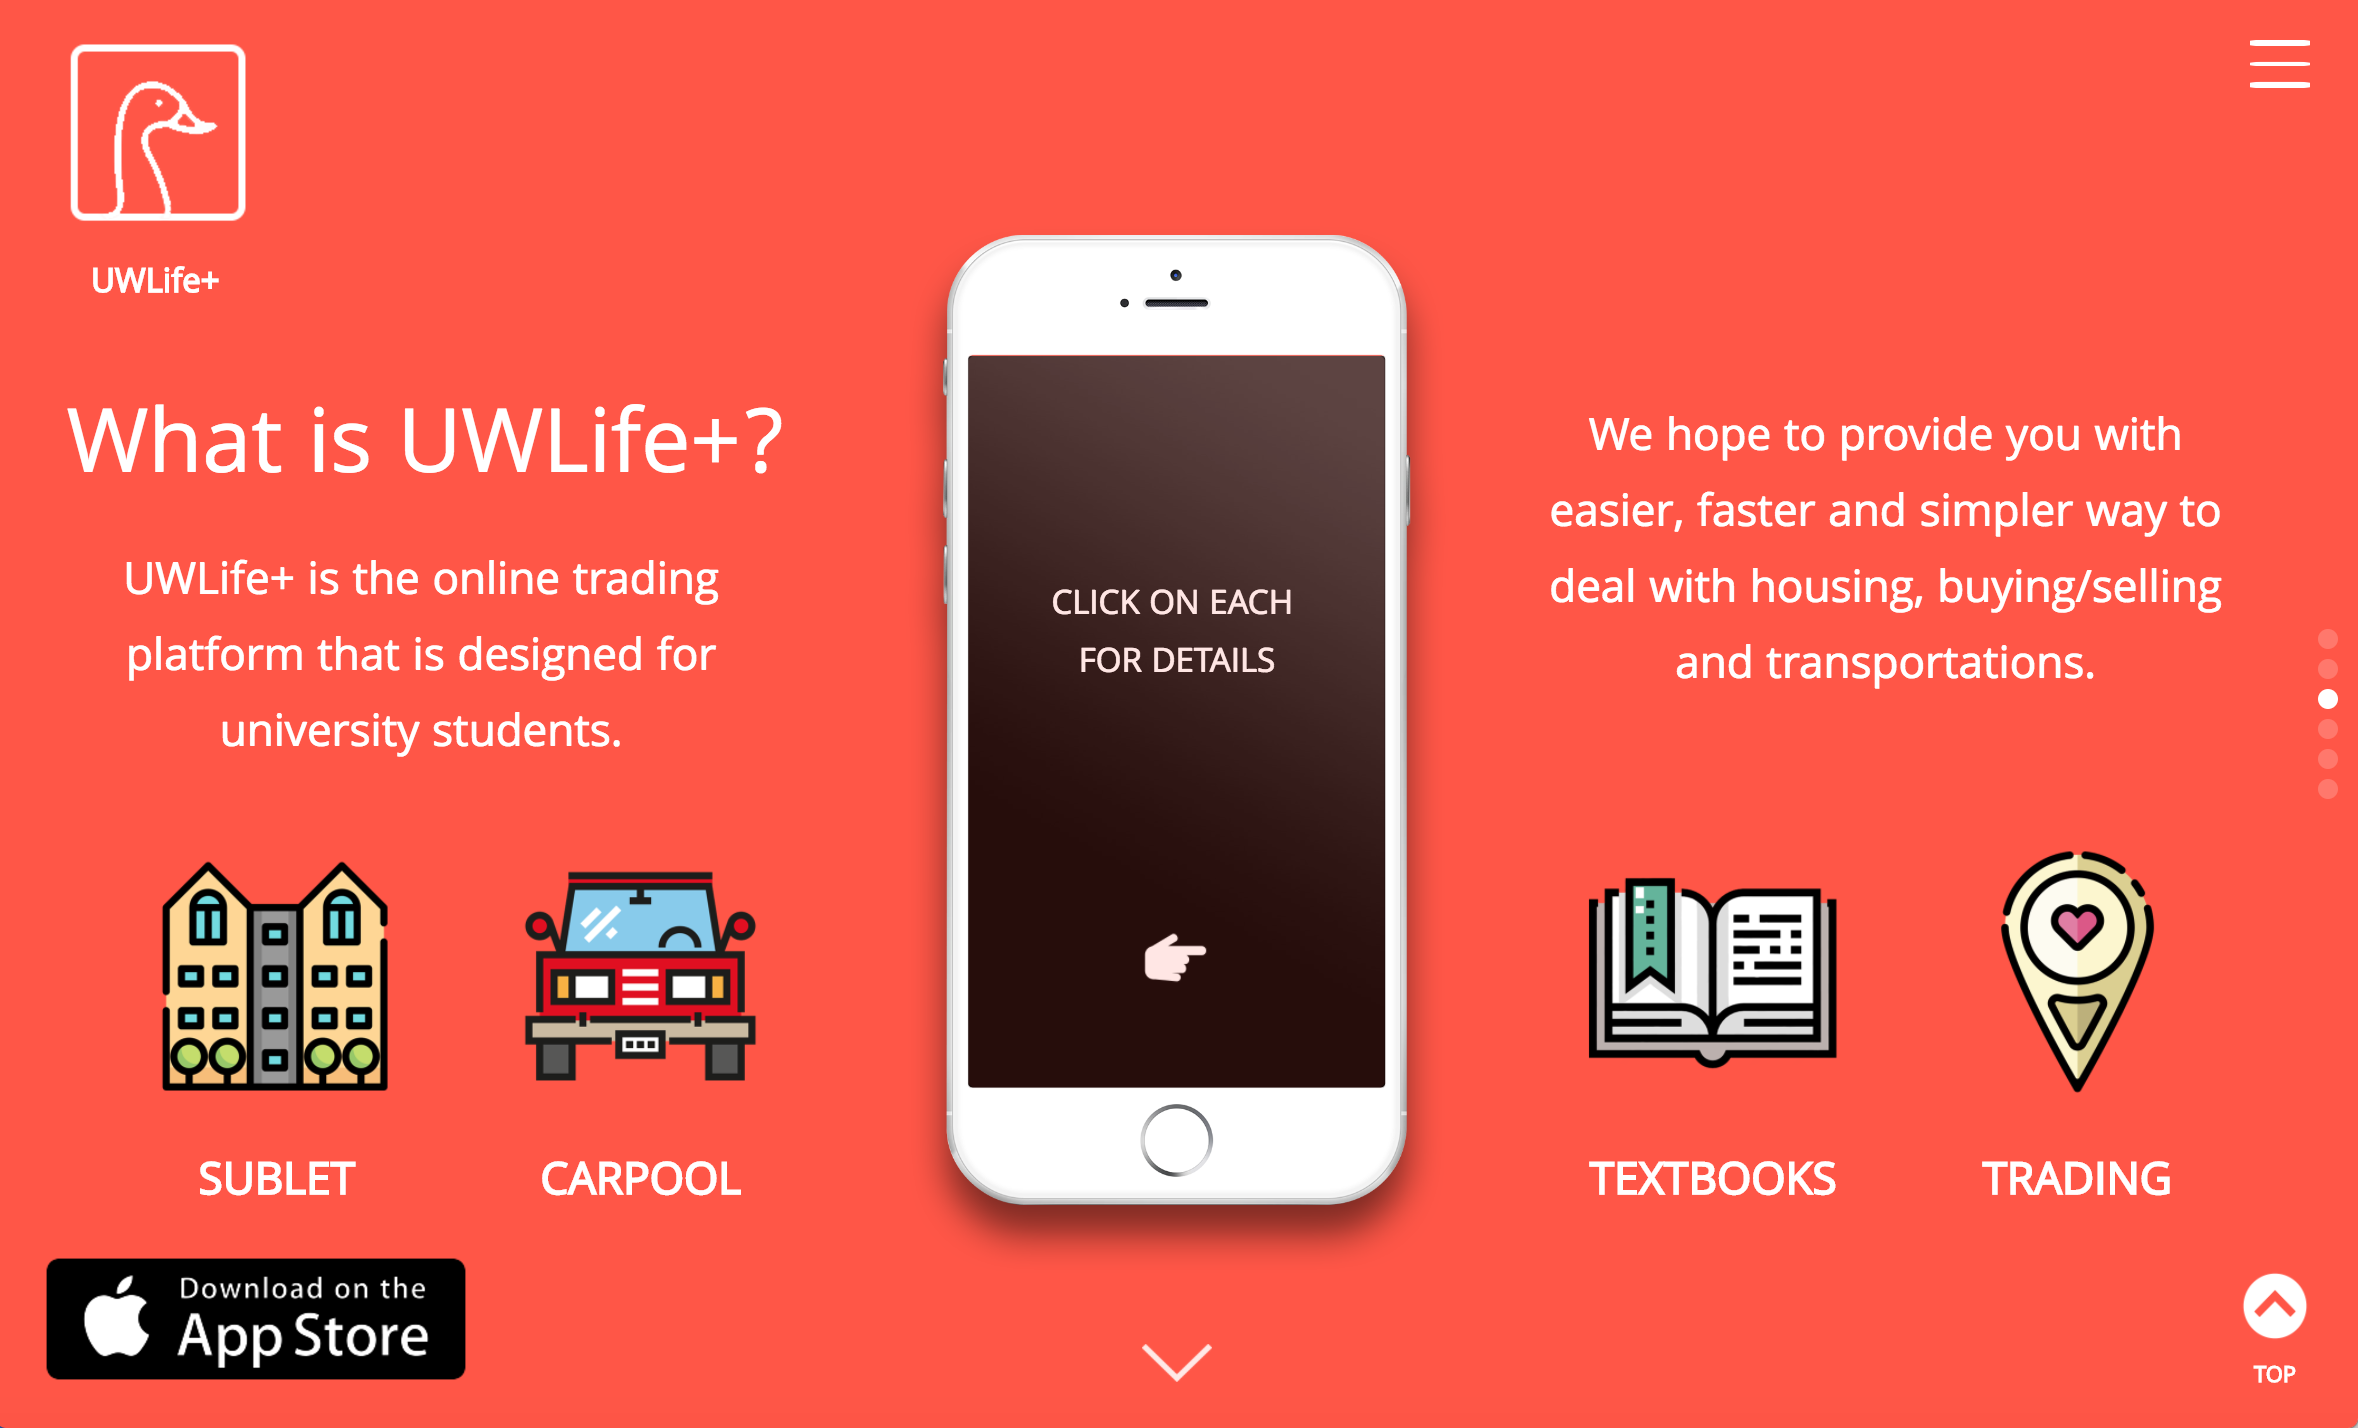 UWLife+
What is UWLife+?
UWLife+ is the online trading
platform that is designed for
university students.
CLICK ON EACH
FOR DETAILS
We hope to provide you with
easier, faster and simpler way to
deal with housing, buying/selling
and transportations.
SUBLET
CARPOOL
TEXTBOOKS
TRADING
Download on the
App Store
TOP